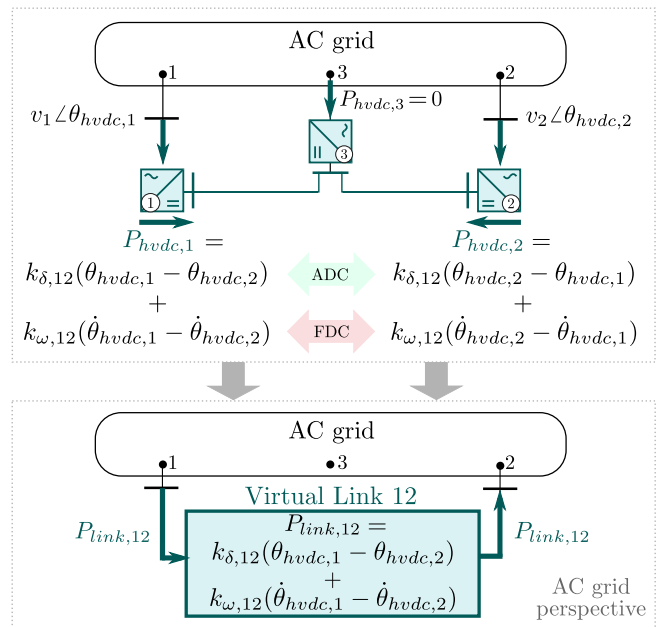 AC grid
1 3 2
P_{hvdc,3} = 0
v_1∠θ_{hvdc,1} v_2∠θ_{hvdc,2}
~ = 1 ~ = 3 ~ = 2
P_{hvdc,1} = P_{hvdc,2} =
k_{δ,12}(θ_{hvdc,1} − θ_{hvdc,2}) ADC k_{δ,12}(θ_{hvdc,2} − θ_{hvdc,1})
+ +
k_{ω,12}(θ̇_{hvdc,1} − θ̇_{hvdc,2}) FDC k_{ω,12}(θ̇_{hvdc,2} − θ̇_{hvdc,1})
AC grid
1 3 2
Virtual Link 12
P_{link,12} P_{link,12} = P_{link,12}
k_{δ,12}(θ_{hvdc,1} − θ_{hvdc,2})
+
k_{ω,12}(θ̇_{hvdc,1} − θ̇_{hvdc,2})
AC grid
perspective